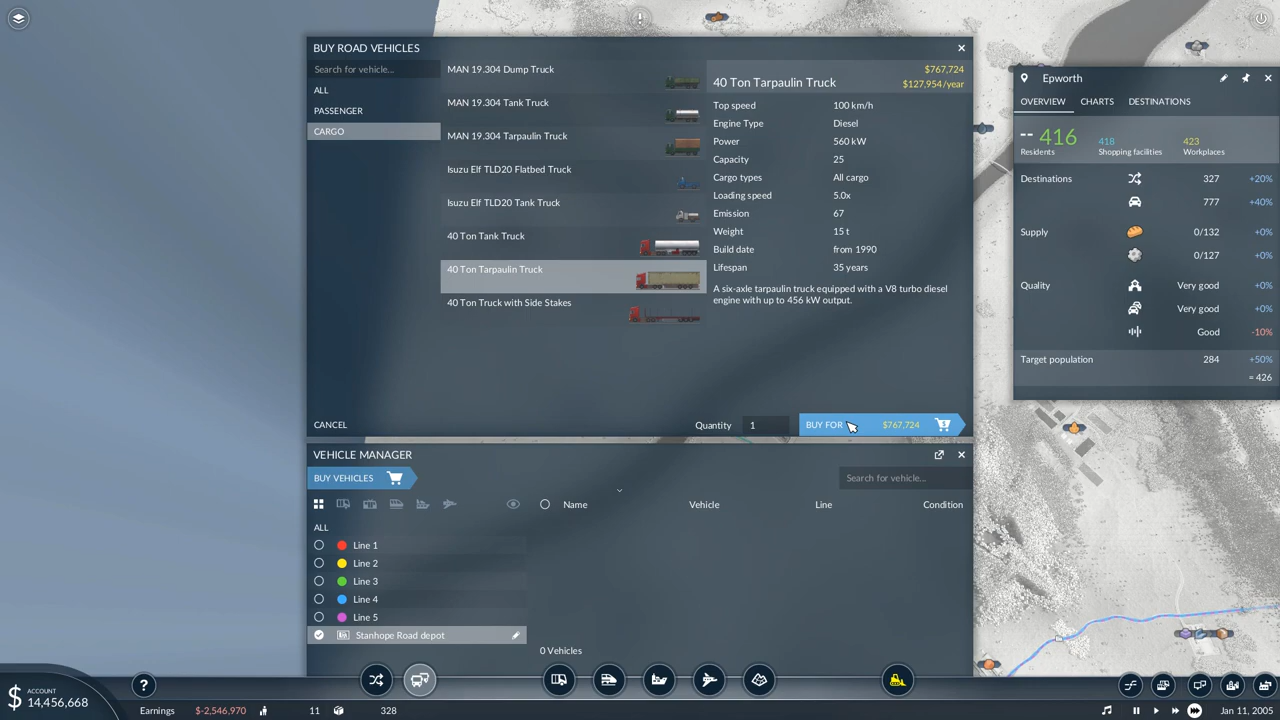 BUY ROAD VEHICLES
Search for vehicle...
ALL
PASSENGER
CARGO
MAN 19.304 Dump Truck
MAN 19.304 Tank Truck
MAN 19.304 Tarpaulin Truck
Isuzu Elf TLD20 Flatbed Truck
Isuzu Elf TLD20 Tank Truck
40 Ton Tank Truck
40 Ton Tarpaulin Truck
40 Ton Truck with Side Stakes
$767,724
40 Ton Tarpaulin Truck $127,954/year
Top speed 100 km/h
Engine Type Diesel
Power 560 kW
Capacity 25
Cargo types All cargo
Loading speed 5.0x
Emission 67
Weight 15 t
Build date from 1990
Lifespan 35 years
A six-axle tarpaulin truck equipped with a V8 turbo diesel
engine with up to 456 kW output.
CANCEL Quantity 1 BUY FOR $767,724
Epworth
OVERVIEW CHARTS DESTINATIONS
-- 416 418 423
Residents Shopping facilities Workplaces
Destinations 327 +20%
777 +40%
Supply 0/132 +0%
0/127 +0%
Quality Very good +0%
Very good +0%
Good -10%
Target population 284 +50%
= 426
VEHICLE MANAGER
BUY VEHICLES Search for vehicle...
Name Vehicle Line Condition
ALL
Line 1
Line 2
Line 3
Line 4
Line 5
Stanhope Road depot
0 Vehicles
$ ACCOUNT
14,456,668
?
Earnings $-2,546,970 11 328 Jan 11, 2005